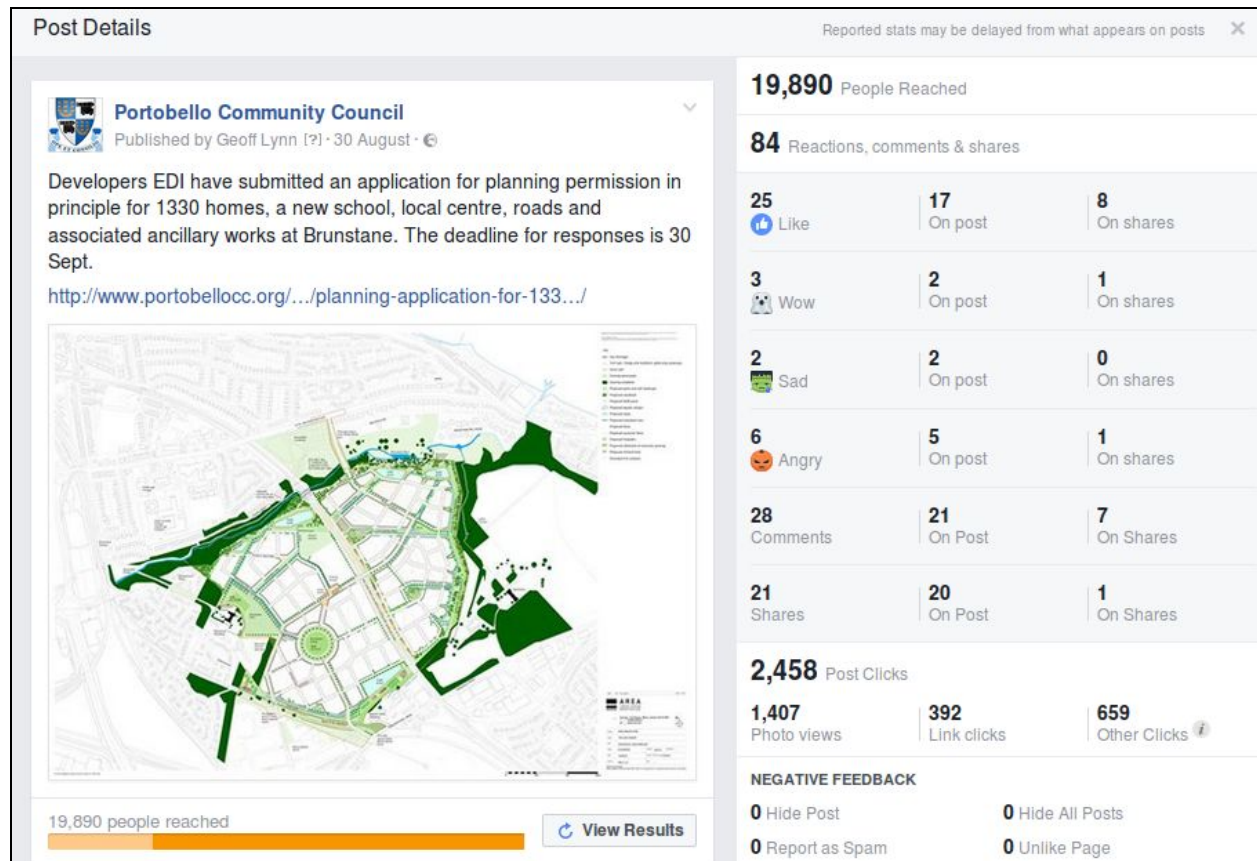 Post Details
Reported stats may be delayed from what appears on posts
Portobello Community Council
Published by Geoff Lynn [?] · 30 August ·
Developers EDI have submitted an application for planning permission in
principle for 1330 homes, a new school, local centre, roads and
associated ancillary works at Brunstane. The deadline for responses is 30
Sept.
http://www.portobellocc.org/…/planning-application-for-133…/
AREA
19,890 people reached
View Results
19,890 People Reached
84 Reactions, comments & shares
25 17 8
Like On post On shares
3 2 1
Wow On post On shares
2 2 0
Sad On post On shares
6 5 1
Angry On post On shares
28 21 7
Comments On Post On Shares
21 20 1
Shares On Post On Shares
2,458 Post Clicks
1,407 392 659
Photo views Link clicks Other Clicks
NEGATIVE FEEDBACK
0 Hide Post 0 Hide All Posts
0 Report as Spam 0 Unlike Page